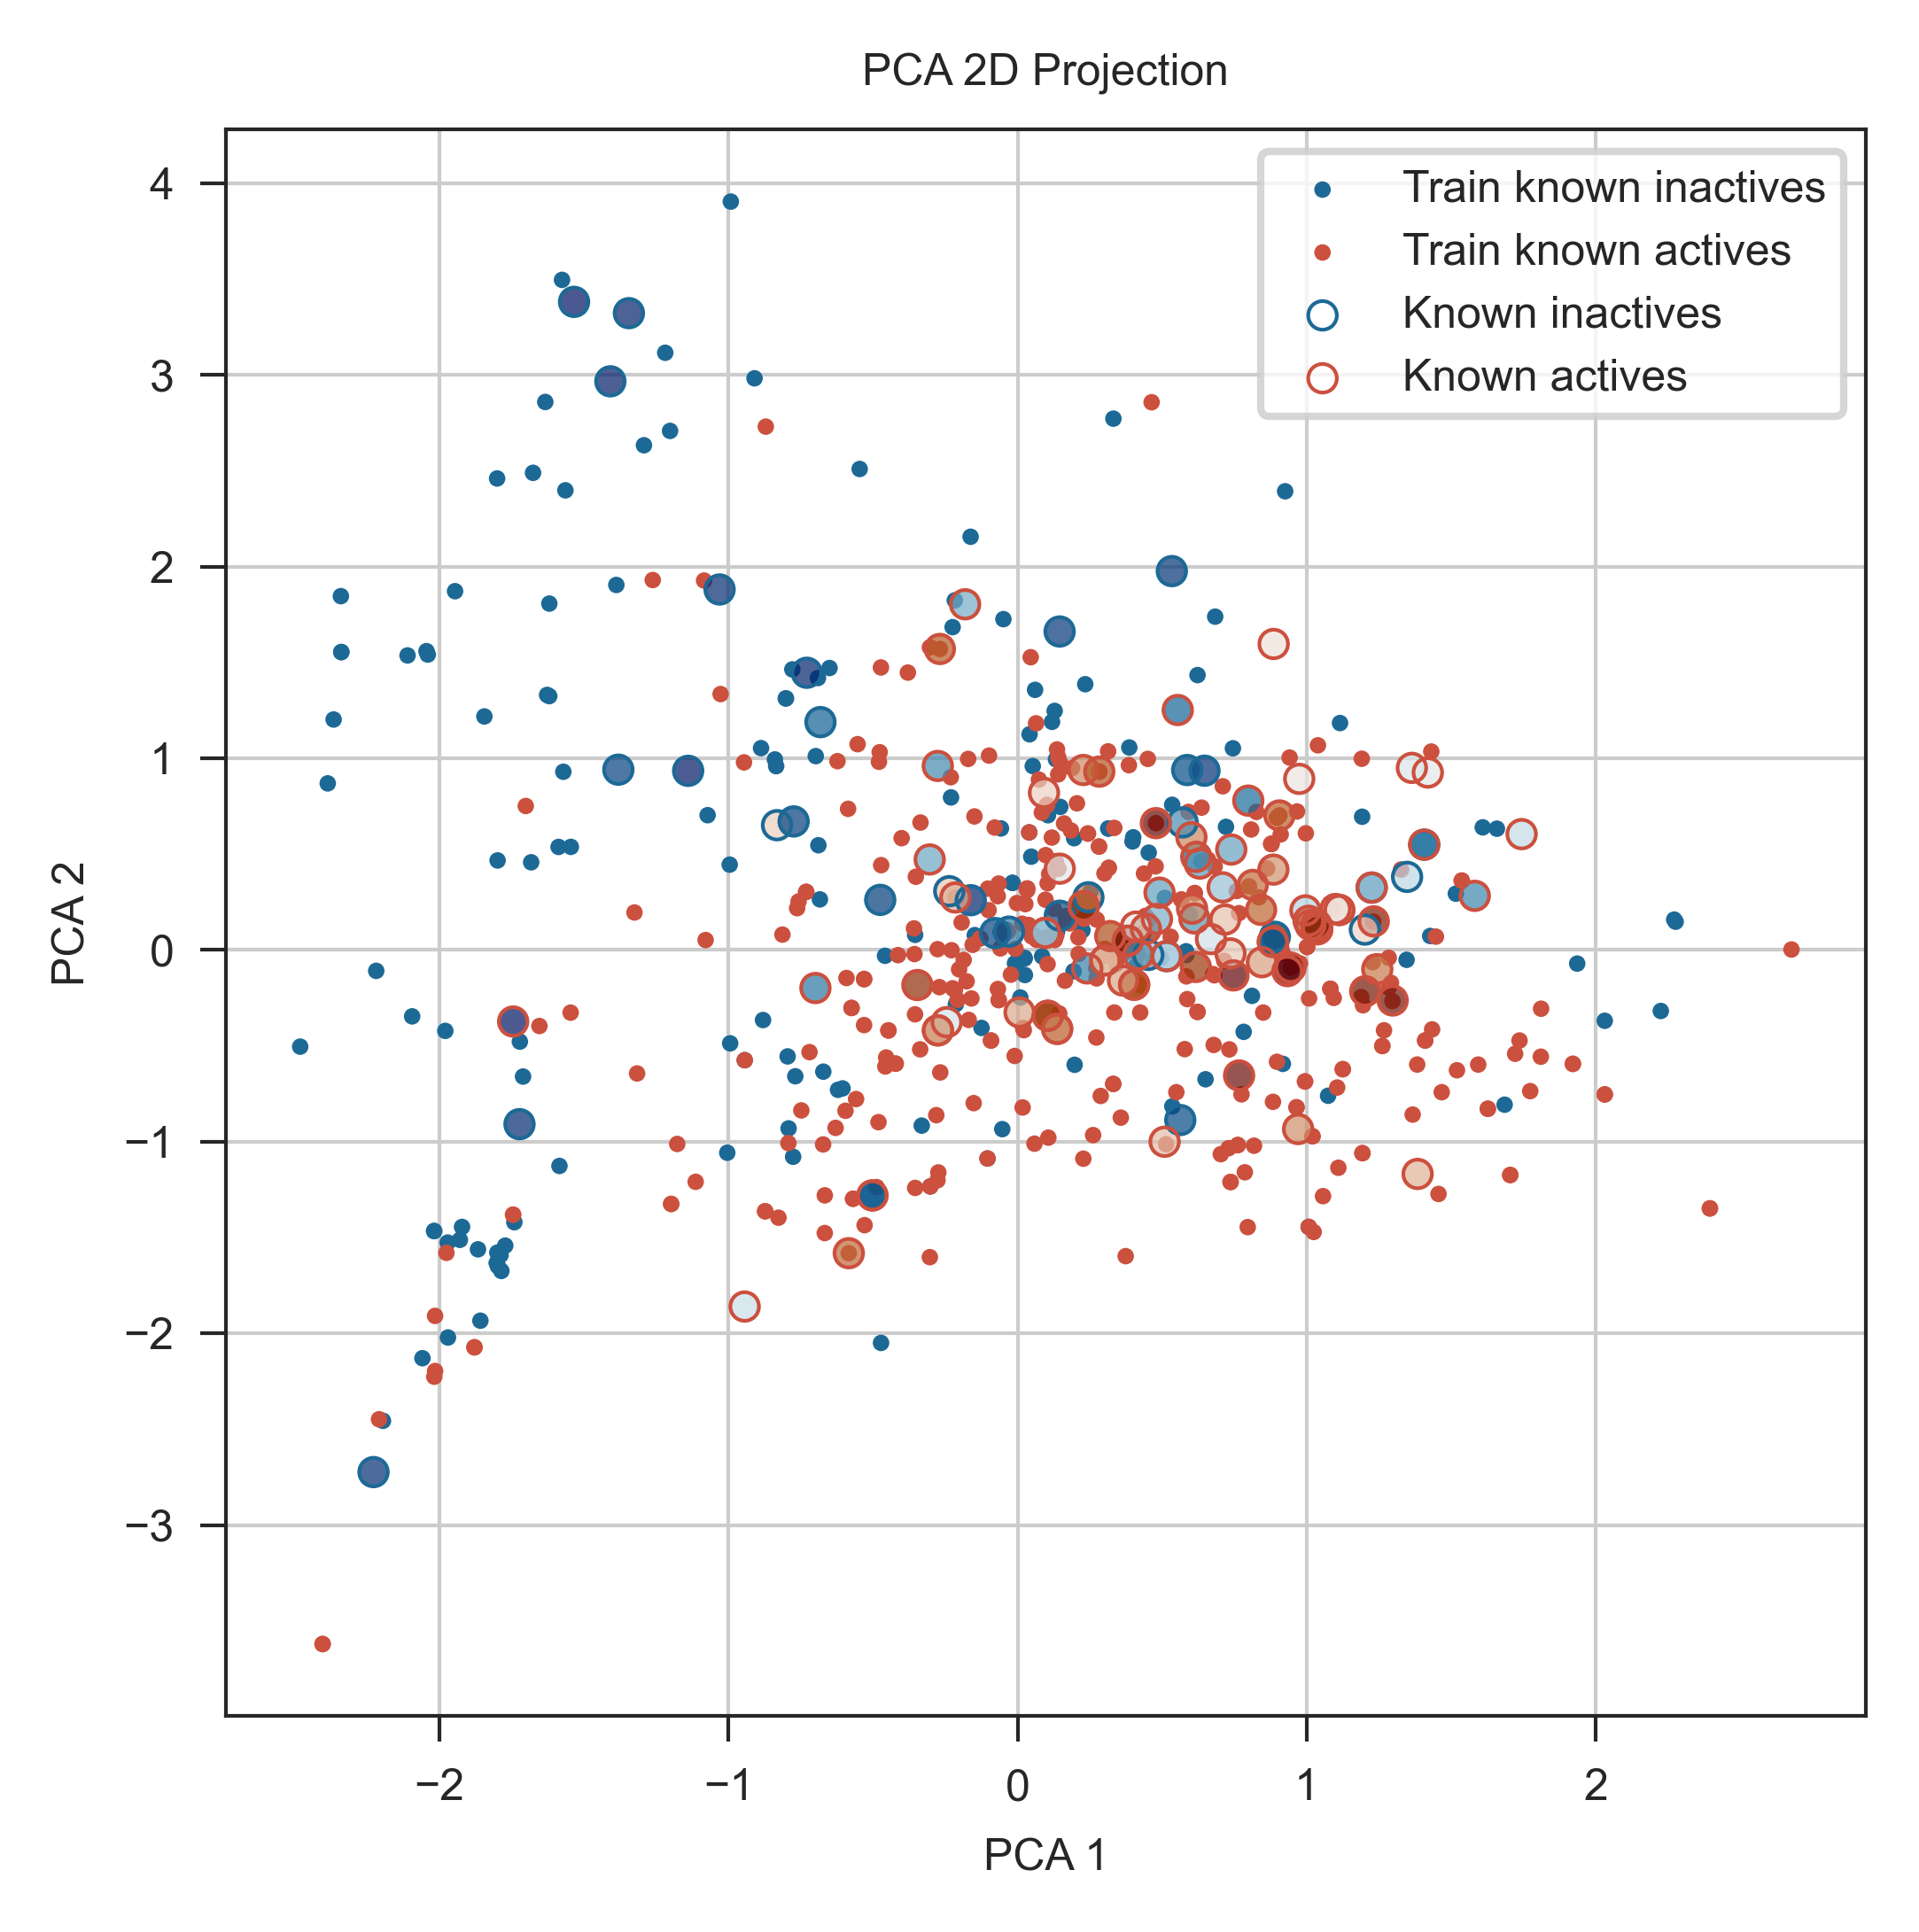 PCA 2D Projection
Train known inactives
Train known actives
Known inactives
Known actives
4
3
2
1
0
−1
−2
−3
PCA 2
−2
−1
0
1
2
PCA 1